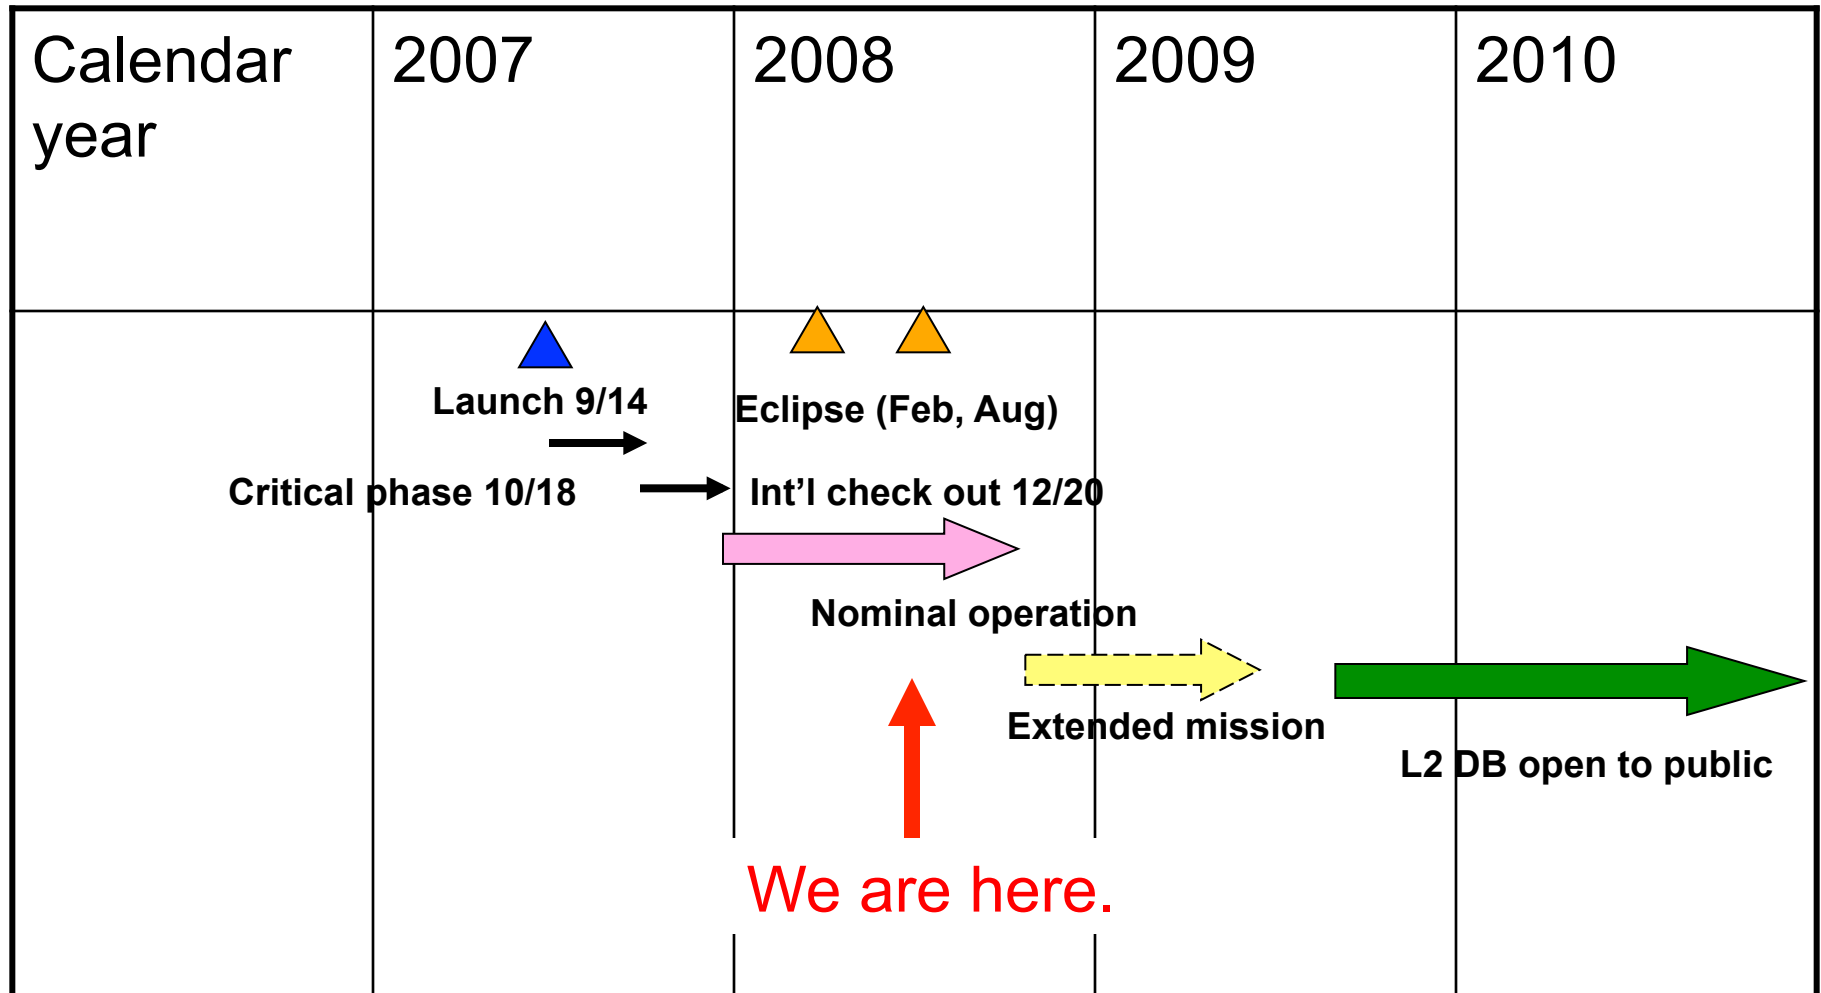 Calendar
year
2007
2008
2009
2010
Launch 9/14
Eclipse (Feb, Aug)
Critical phase 10/18
Int’l check out 12/20
Nominal operation
Extended mission
L2 DB open to public
We are here.